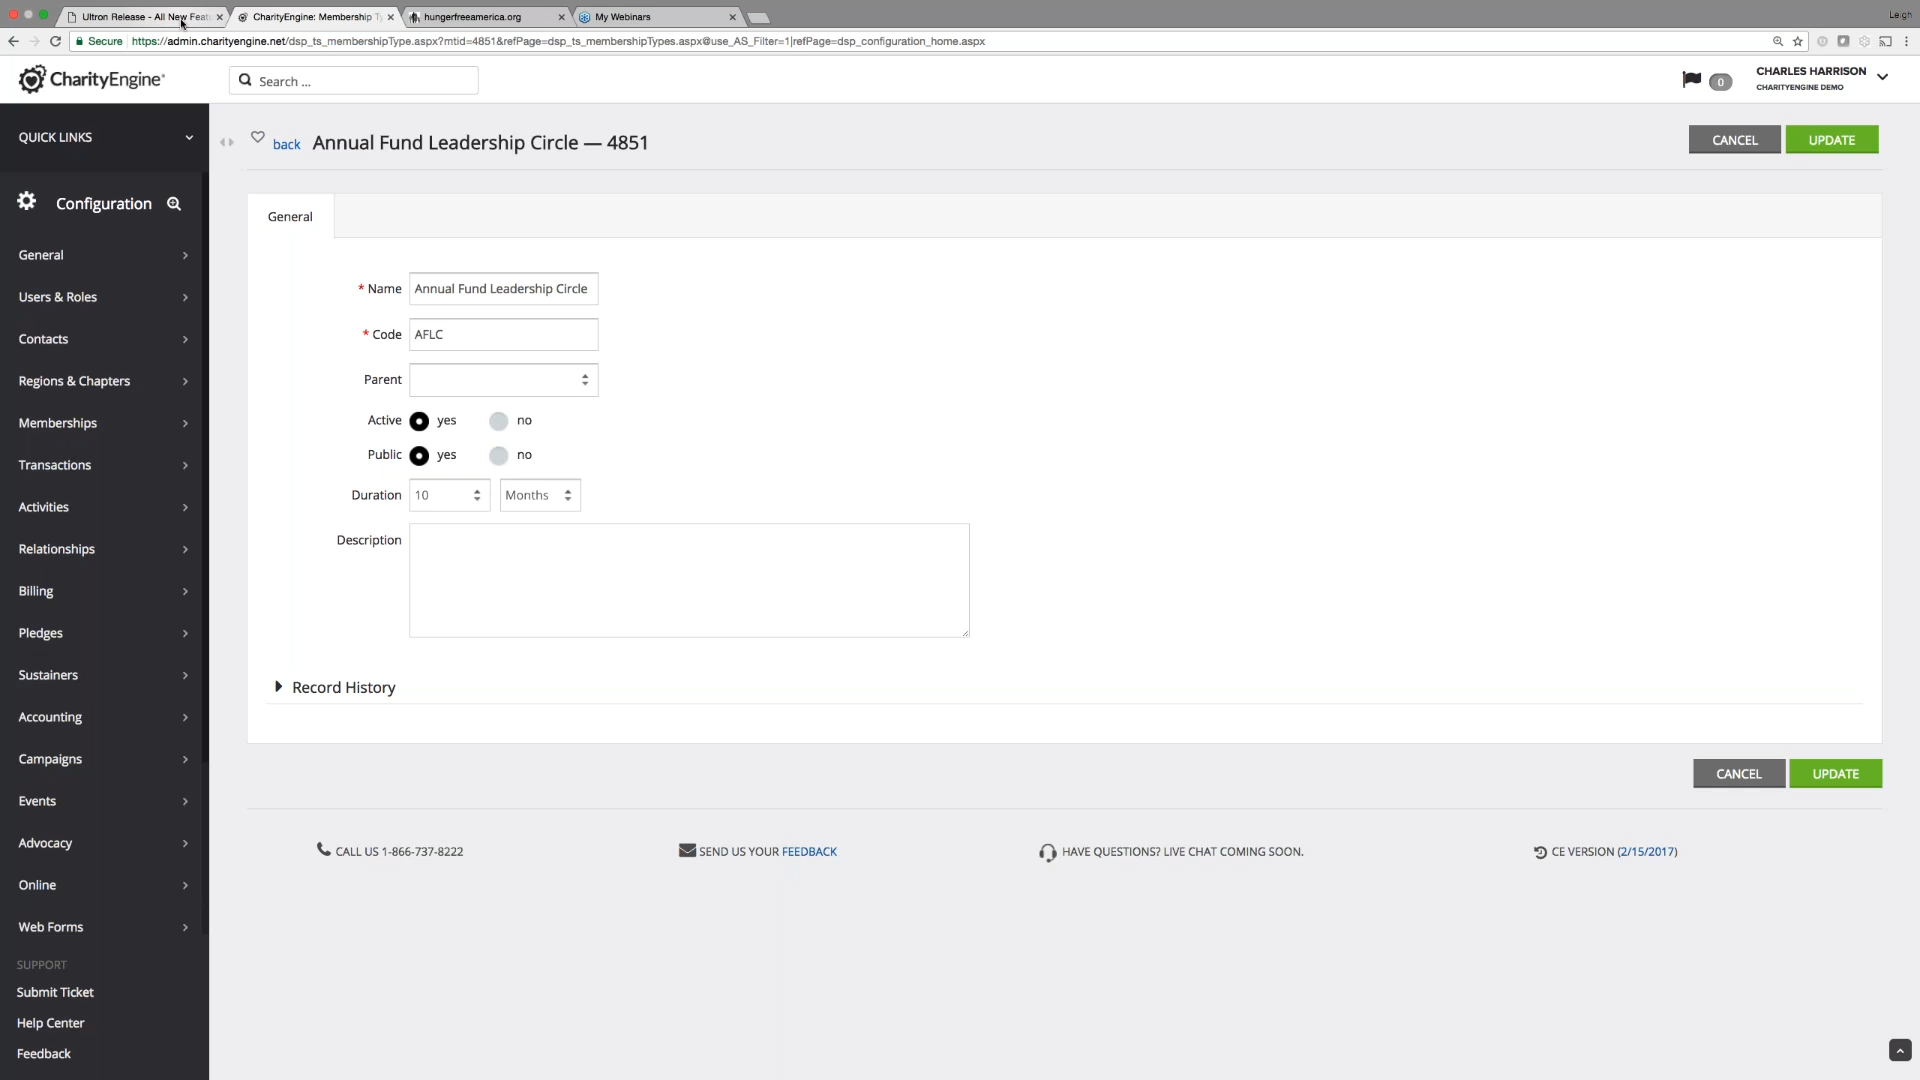 Ultron Release - All New Feat
CharityEngine: Membership T
hungerfreeamerica.org
My Webinars
Leigh
Secure
https://admin.charityengine.net/dsp_ts_membershipType.aspx?mtid=4851&refPage=dsp_ts_membershipTypes.aspx@use_AS_Filter=1|refPage=dsp_configuration_home.aspx
CharityEngine
Search ...
0
CHARLES HARRISON
CHARITYENGINE DEMO
QUICK LINKS
back
Annual Fund Leadership Circle — 4851
CANCEL
UPDATE
Configuration
General
Users & Roles
Contacts
Regions & Chapters
Memberships
Transactions
Activities
Relationships
Billing
Pledges
Sustainers
Accounting
Campaigns
Events
Advocacy
Online
Web Forms
SUPPORT
Submit Ticket
Help Center
Feedback
General
* Name Annual Fund Leadership Circle
* Code AFLC
Parent
Active yes no
Public yes no
Duration 10 Months
Description
Record History
CANCEL
UPDATE
CALL US 1-866-737-8222
SEND US YOUR FEEDBACK
HAVE QUESTIONS? LIVE CHAT COMING SOON.
CE VERSION (2/15/2017)